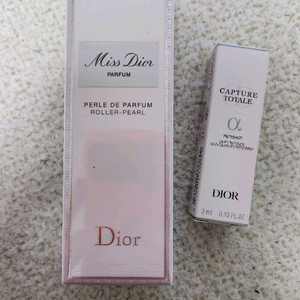 Miss Dior
PARFUM
PERLE DE PARFUM
ROLLER-PEARL
Dior
CAPTURE
TOTALE
α
DIOR
3 ml 0.10 FL OZ